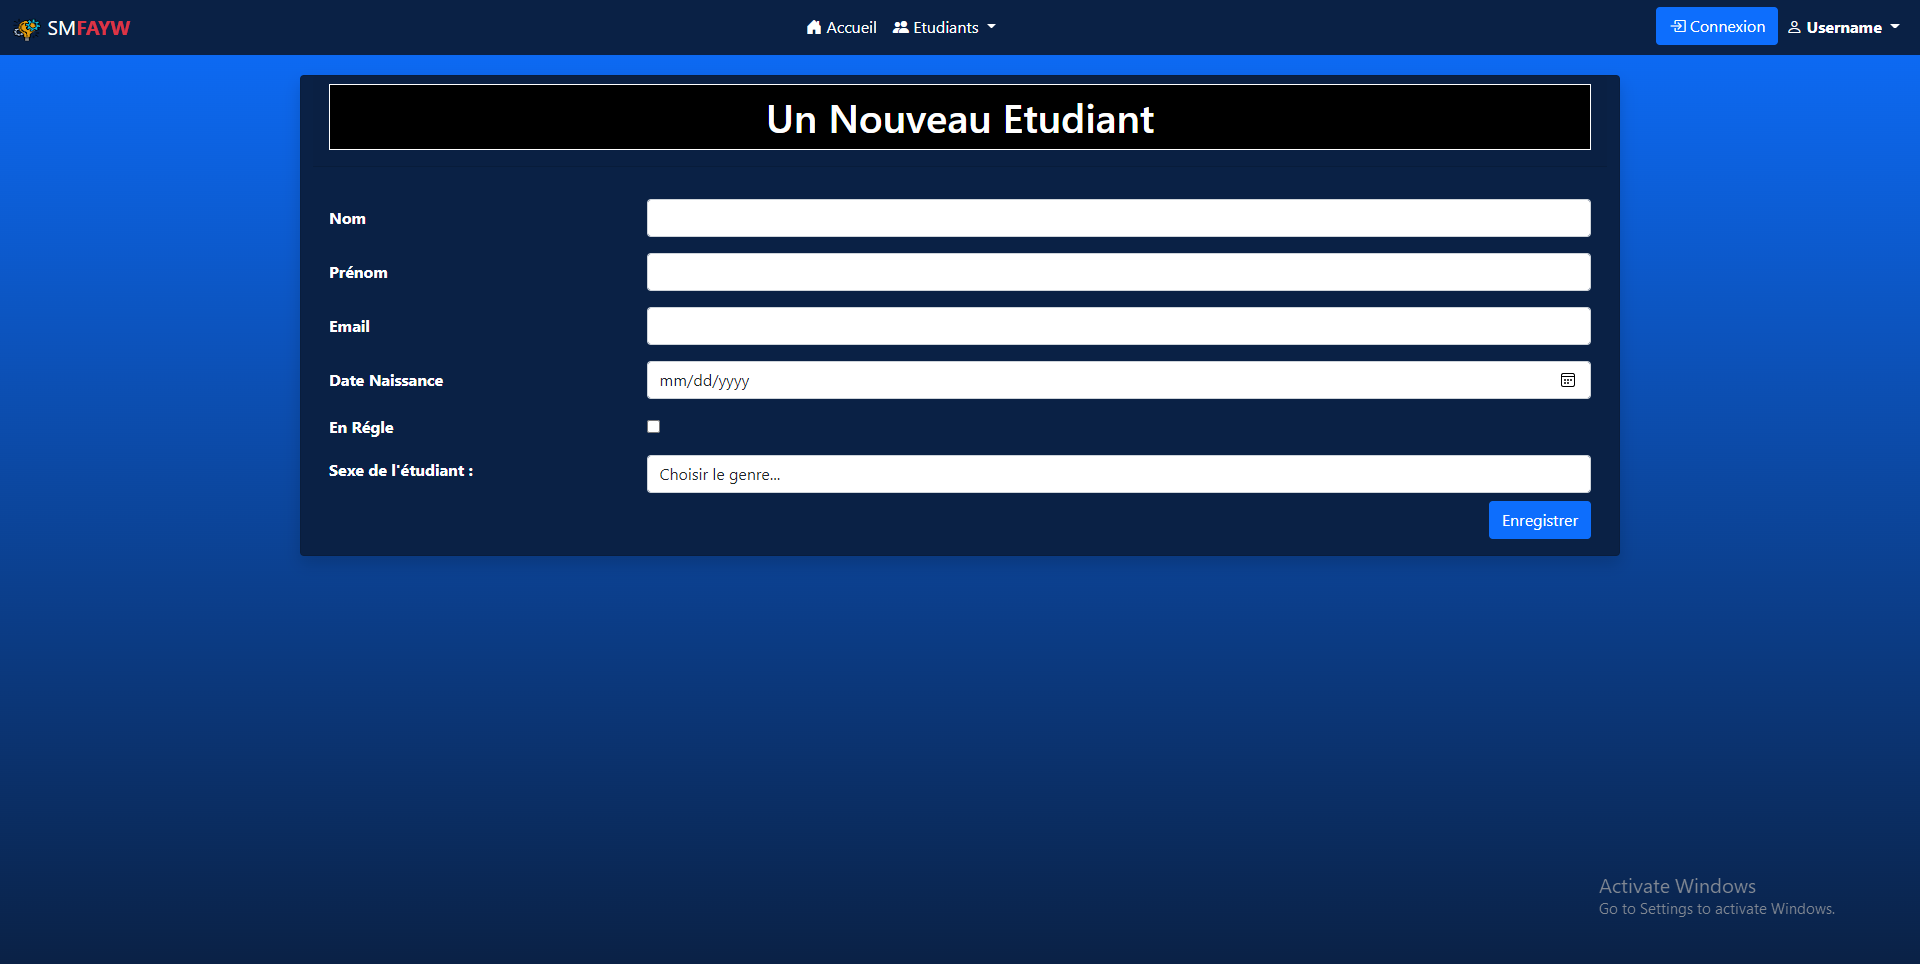 SMFAYW Accueil Etudiants Connexion Username
Un Nouveau Etudiant
Nom
Prénom
Email
Date Naissance mm/dd/yyyy
En Régle
Sexe de l'étudiant : Choisir le genre...
Enregistrer
Activate Windows
Go to Settings to activate Windows.